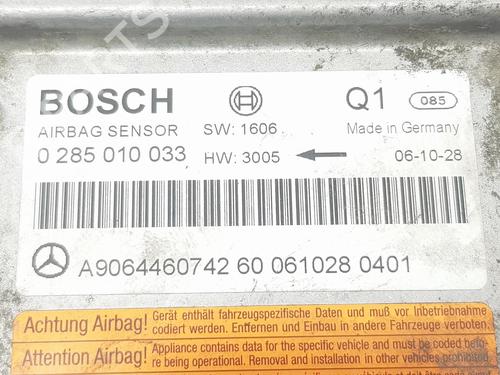 BOSCH Q1 085
AIRBAG SENSOR SW: 1606 Made in Germany
0 285 010 033 HW: 3005 06-10-28
A9064460742 60 061028 0401
Achtung Airbag! Gerät enthält fahrzeugspezifische Daten und muß vor Inbetriebnahme
codiert werden. Entfernen und Einbau in andere Fahrzeuge verboten.
Attention Airbag! Appliance contains data for the specific vehicle and must be coded before
being operational. Removal and installation in other vehicles prohibited.